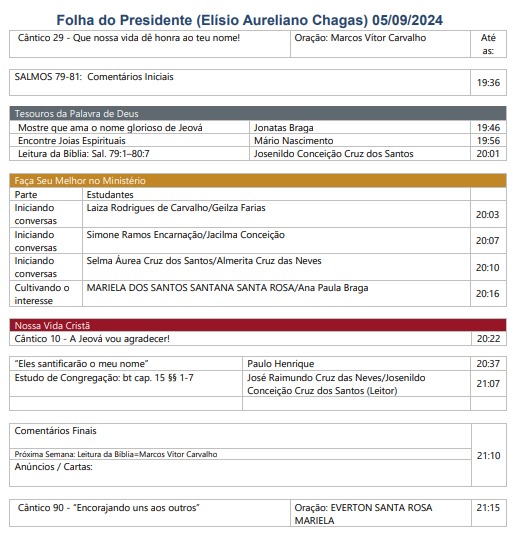 Folha do Presidente (Elísio Aureliano Chagas) 05/09/2024
Cântico 29 - Que nossa vida dê honra ao teu nome! Oração: Marcos Vítor Carvalho Até
as:
SALMOS 79-81: Comentários Iniciais 19:36
Tesouros da Palavra de Deus
Mostre que ama o nome glorioso de Jeová Jonatas Braga 19:46
Encontre Joias Espirituais Mário Nascimento 19:56
Leitura da Bíblia: Sal. 79:1–80:7 Josenildo Conceição Cruz dos Santos 20:01
Faça Seu Melhor no Ministério
Parte Estudantes
Iniciando Laiza Rodrigues de Carvalho/Geilza Farias
conversas 20:03
Iniciando Simone Ramos Encarnação/Jacilma Conceição
conversas 20:07
Iniciando Selma Áurea Cruz dos Santos/Almerita Cruz das Neves
conversas 20:10
Cultivando o MARIELA DOS SANTOS SANTANA SANTA ROSA/Ana Paula Braga
interesse 20:16
Nossa Vida Cristã
Cântico 10 - A Jeová vou agradecer! 20:22
“Eles santificarão o meu nome” Paulo Henrique 20:37
Estudo de Congregação: bt cap. 15 §§ 1-7 José Raimundo Cruz das Neves/Josenildo 21:07
Conceição Cruz dos Santos (Leitor)
Comentários Finais
Próxima Semana: Leitura da Bíblia=Marcos Vitor Carvalho 21:10
Anúncios / Cartas:
Cântico 90 - “Encorajando uns aos outros” Oração: EVERTON SANTA ROSA 21:15
MARIELA